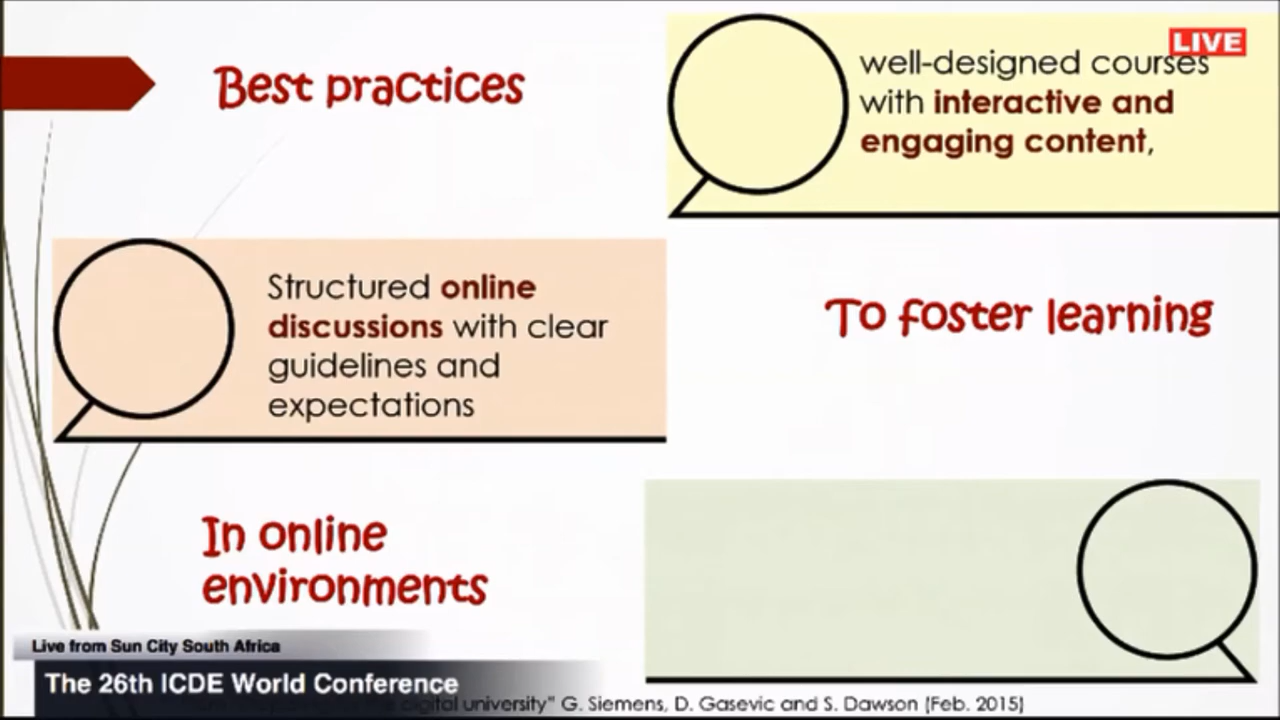 LIVE
Best practices
well-designed courses
with interactive and
engaging content,
Structured online
discussions with clear
guidelines and
expectations
To foster learning
In online
environments
Live from Sun City South Africa
The 26th ICDE World Conference
digital university" G. Siemens, D. Gasevic and S. Dawson (Feb. 2015)